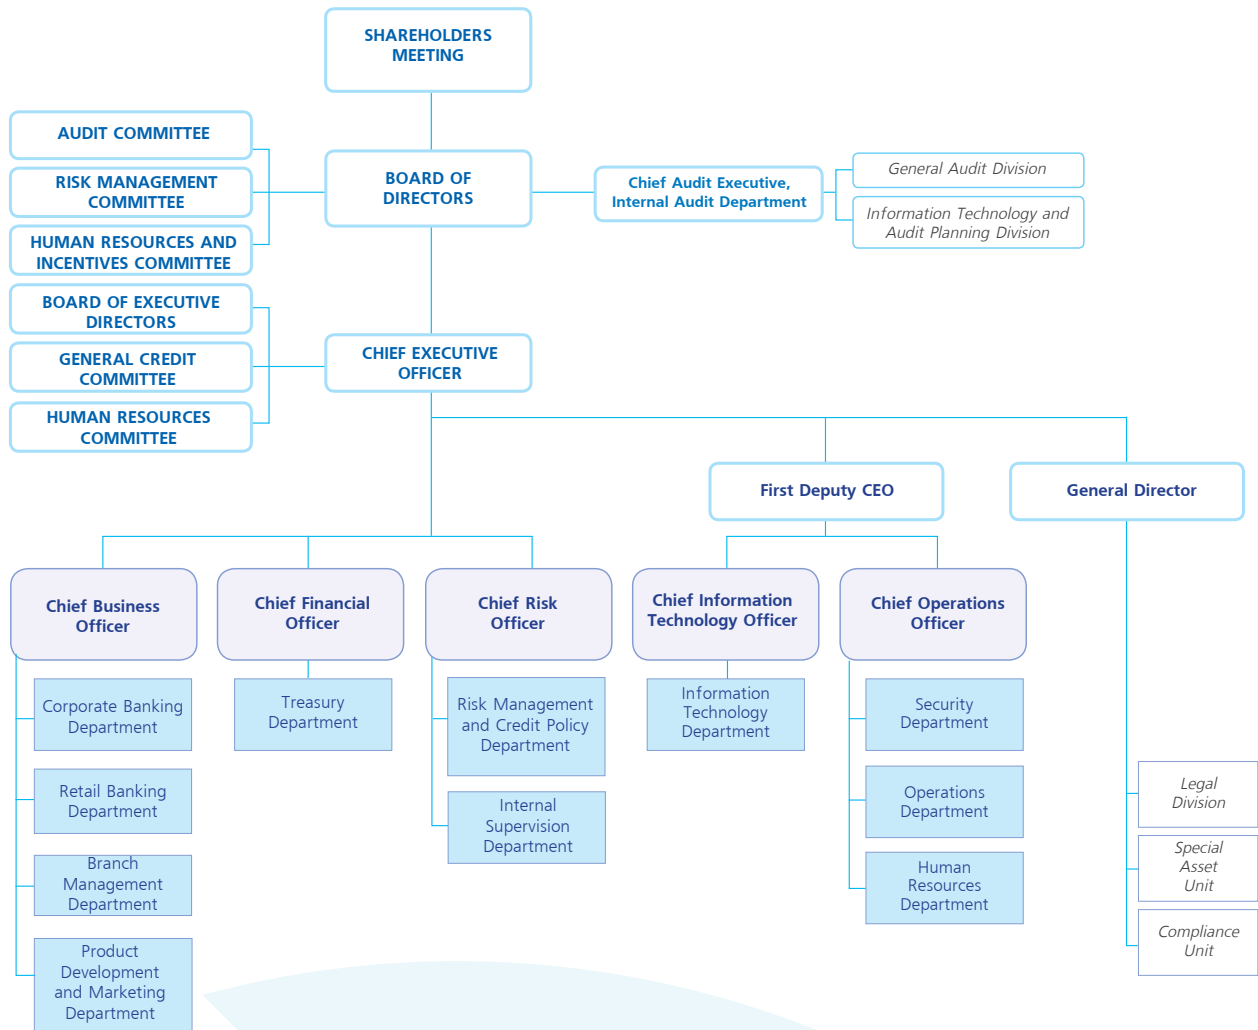 SHAREHOLDERS
MEETING
AUDIT COMMITTEE
RISK MANAGEMENT
COMMITTEE
HUMAN RESOURCES AND
INCENTIVES COMMITTEE
BOARD OF
DIRECTORS
Chief Audit Executive,
Internal Audit Department
General Audit Division
Information Technology and
Audit Planning Division
BOARD OF EXECUTIVE
DIRECTORS
GENERAL CREDIT
COMMITTEE
HUMAN RESOURCES
COMMITTEE
CHIEF EXECUTIVE
OFFICER
First Deputy CEO
General Director
Chief Business
Officer
Chief Financial
Officer
Chief Risk
Officer
Chief Information
Technology Officer
Chief Operations
Officer
Corporate Banking
Department
Retail Banking
Department
Branch
Management
Department
Product
Development
and Marketing
Department
Treasury
Department
Risk Management
and Credit Policy
Department
Internal
Supervision
Department
Information
Technology
Department
Security
Department
Operations
Department
Human
Resources
Department
Legal
Division
Special
Asset
Unit
Compliance
Unit